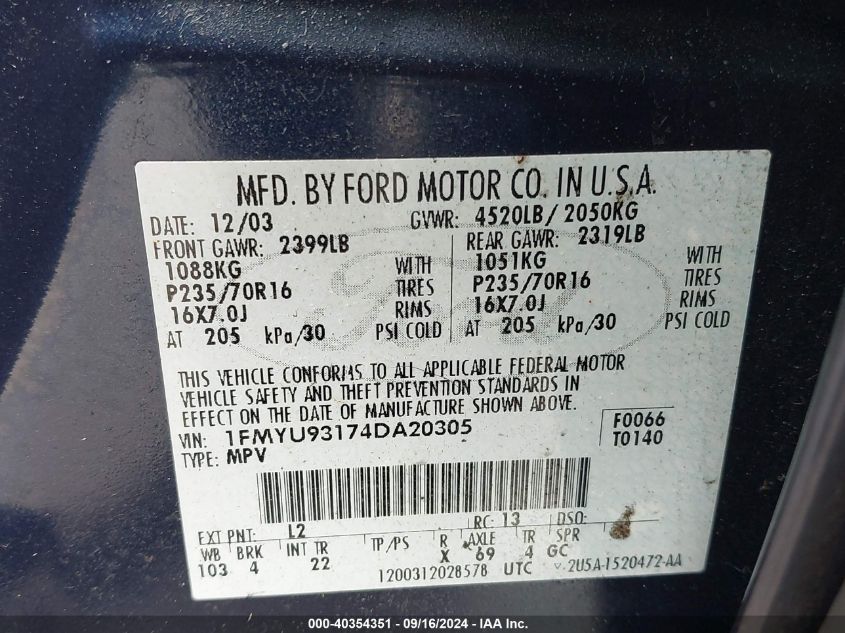 MFD. BY FORD MOTOR CO. IN U.S.A.
DATE: 12/03 GVWR: 4520LB/ 2050KG
FRONT GAWR: 2399LB REAR GAWR: 2319LB
1088KG WITH 1051KG WITH
P235/70R16 TIRES P235/70R16 TIRES
16X7.0J RIMS 16X7.0J RIMS
AT 205 kPa/30 PSI COLD AT 205 kPa/30 PSI COLD
THIS VEHICLE CONFORMS TO ALL APPLICABLE FEDERAL MOTOR
VEHICLE SAFETY AND THEFT PREVENTION STANDARDS IN
EFFECT ON THE DATE OF MANUFACTURE SHOWN ABOVE.
VIN: 1FMYU93174DA20305 F0066
TYPE: MPV T0140
EXT PNT: L2 RC: 13 DSO:
WB BRK INT TR TP/PS R AXLE TR SPR
103 4 22 X 69 4 GC
1200312028578 UTC V 2U5A-1520472-AA
Ford
000-40354351 - 09/16/2024 - IAA, Inc.